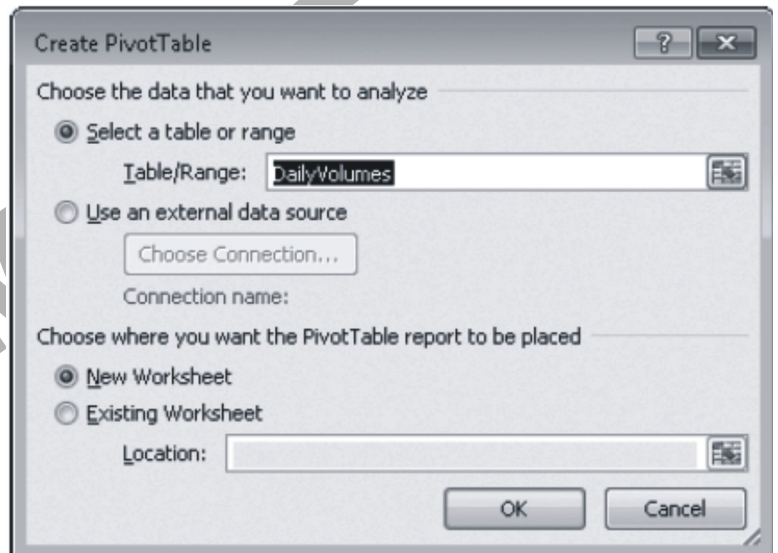 Create PivotTable
?
Choose the data that you want to analyze
Select a table or range
Table/Range: DailyVolumes
Use an external data source
Choose Connection...
Connection name:
Choose where you want the PivotTable report to be placed
New Worksheet
Existing Worksheet
Location:
OK Cancel